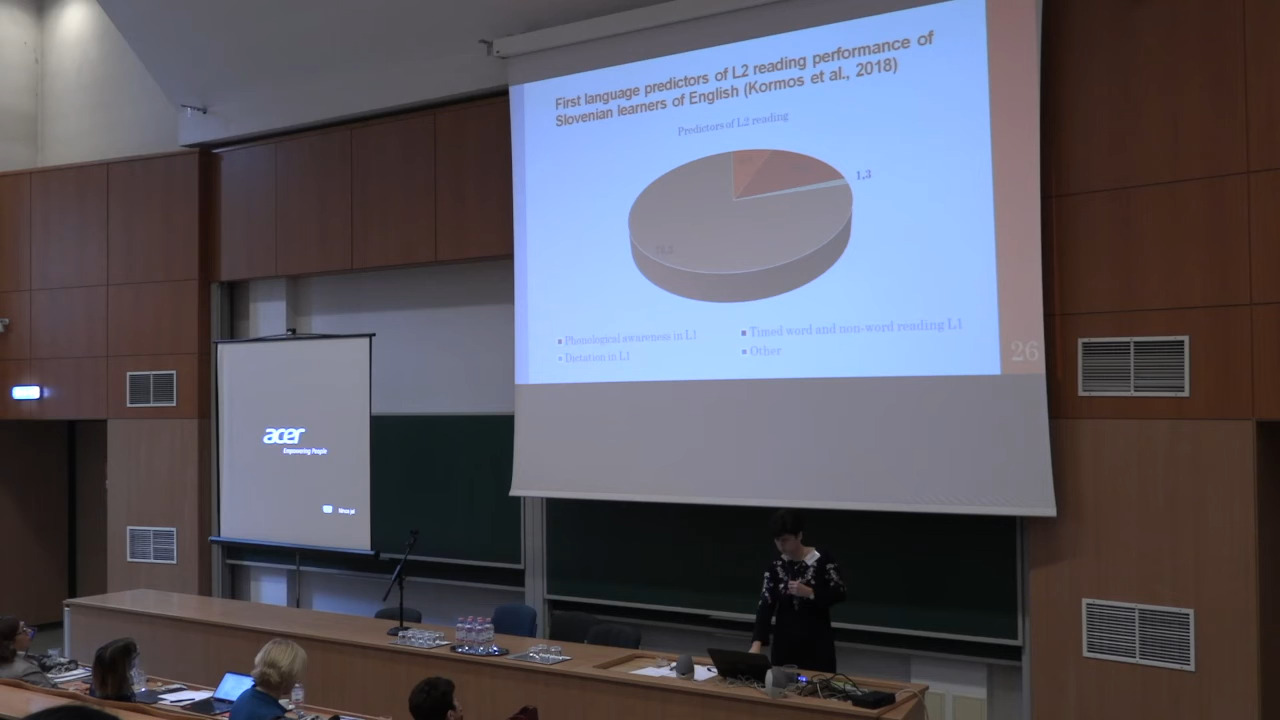 First language predictors of L2 reading performance of
Slovenian learners of English (Kormos et al., 2018)
Predictors of L2 reading
1,3
Phonological awareness in L1
Timed word and non-word reading L1
Dictation in L1
Other
26
acer
Empowering People